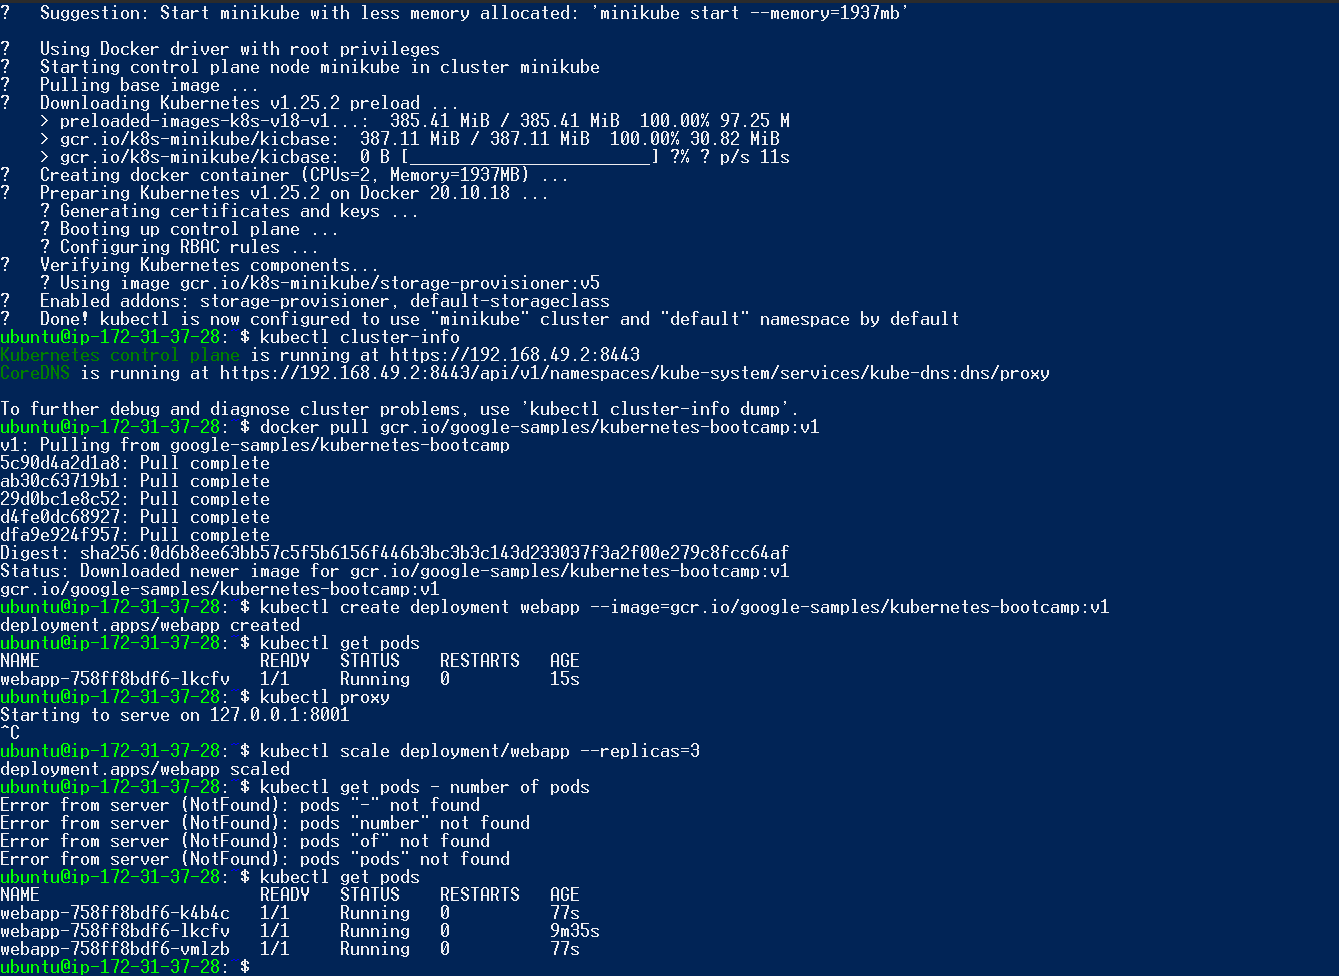 ?   Suggestion: Start minikube with less memory allocated: 'minikube start --memory=1937mb'
?   Using Docker driver with root privileges
?   Starting control plane node minikube in cluster minikube
?   Pulling base image ...
?   Downloading Kubernetes v1.25.2 preload ...
    > preloaded-images-k8s-v18-v1...:  385.41 MiB / 385.41 MiB  100.00% 97.25 M
    > gcr.io/k8s-minikube/kicbase:  387.11 MiB / 387.11 MiB  100.00% 30.82 MiB
    > gcr.io/k8s-minikube/kicbase:  0 B [________________________] ?% ? p/s 11s
?   Creating docker container (CPUs=2, Memory=1937MB) ...
?   Preparing Kubernetes v1.25.2 on Docker 20.10.18 ...
    ? Generating certificates and keys ...
    ? Booting up control plane ...
    ? Configuring RBAC rules ...
?   Verifying Kubernetes components...
    ? Using image gcr.io/k8s-minikube/storage-provisioner:v5
?   Enabled addons: storage-provisioner, default-storageclass
?   Done! kubectl is now configured to use "minikube" cluster and "default" namespace by default
ubuntu@ip-172-31-37-28:~$ kubectl cluster-info
Kubernetes control plane is running at https://192.168.49.2:8443
CoreDNS is running at https://192.168.49.2:8443/api/v1/namespaces/kube-system/services/kube-dns:dns/proxy
To further debug and diagnose cluster problems, use 'kubectl cluster-info dump'.
ubuntu@ip-172-31-37-28:~$ docker pull gcr.io/google-samples/kubernetes-bootcamp:v1
v1: Pulling from google-samples/kubernetes-bootcamp
5c90d4a2d1a8: Pull complete
ab30c63719b1: Pull complete
29d0bc1e8c52: Pull complete
d4fe0dc68927: Pull complete
dfa9e924f957: Pull complete
Digest: sha256:0d6b8ee63bb57c5f5b6156f446b3bc3b3c143d233037f3a2f00e279c8fcc64af
Status: Downloaded newer image for gcr.io/google-samples/kubernetes-bootcamp:v1
gcr.io/google-samples/kubernetes-bootcamp:v1
ubuntu@ip-172-31-37-28:~$ kubectl create deployment webapp --image=gcr.io/google-samples/kubernetes-bootcamp:v1
deployment.apps/webapp created
ubuntu@ip-172-31-37-28:~$ kubectl get pods
NAME                      READY   STATUS    RESTARTS   AGE
webapp-758ff8bdf6-lkcfv   1/1     Running   0          15s
ubuntu@ip-172-31-37-28:~$ kubectl proxy
Starting to serve on 127.0.0.1:8001
^C
ubuntu@ip-172-31-37-28:~$ kubectl scale deployment/webapp --replicas=3
deployment.apps/webapp scaled
ubuntu@ip-172-31-37-28:~$ kubectl get pods - number of pods
Error from server (NotFound): pods "-" not found
Error from server (NotFound): pods "number" not found
Error from server (NotFound): pods "of" not found
Error from server (NotFound): pods "pods" not found
ubuntu@ip-172-31-37-28:~$ kubectl get pods
NAME                      READY   STATUS    RESTARTS   AGE
webapp-758ff8bdf6-k4b4c   1/1     Running   0          77s
webapp-758ff8bdf6-lkcfv   1/1     Running   0          9m35s
webapp-758ff8bdf6-vmlzb   1/1     Running   0          77s
ubuntu@ip-172-31-37-28:~$